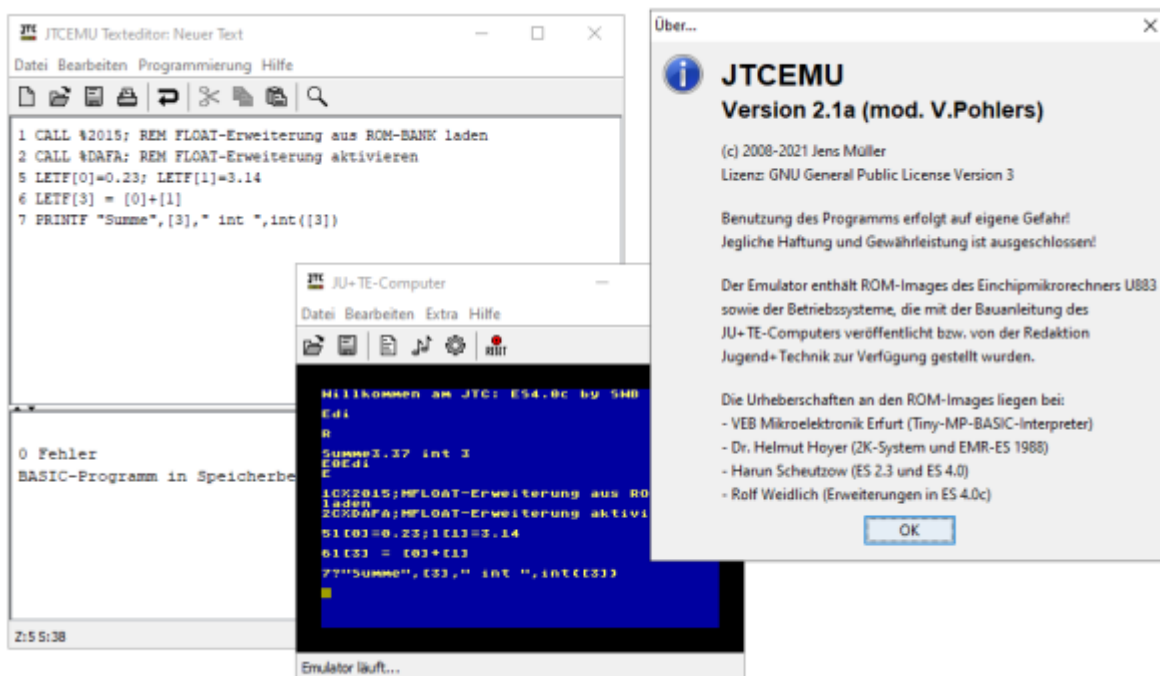 JTCEMU Texteditor: Neuer Text
Datei Bearbeiten Programmierung Hilfe
1 CALL %2015; REM FLOAT-Erweiterung aus ROM-BANK laden
2 CALL %DAFA; REM FLOAT-Erweiterung aktivieren
5 LETF[0]=0.23; LETF[1]=3.14
6 LETF[3] = [0]+[1]
7 PRINTF "Summe",[3]," int ",int([3])
0 Fehler
BASIC-Programm in Speicherbe
Z:5 S:38
JU+TE-Computer
Datei Bearbeiten Extra Hilfe
RESET
Willkommen am JTC: ES4.0c by SWB
Edi
R
Summe3.37 int 3
E0Edi
E
10C%2015;MFLOAT-Erweiterung aus RO
laden
20C%DAFA;MFLOAT-Erweiterung aktivi
5l[0]=0.23;l[1]=3.14
6l[3] = [0]+[1]
7?"Summe",[3]," int ",int([3])
Emulator läuft...
Über...
JTCEMU
Version 2.1a (mod. V.Pohlers)
(c) 2008-2021 Jens Müller
Lizenz: GNU General Public License Version 3
Benutzung des Programms erfolgt auf eigene Gefahr!
Jegliche Haftung und Gewährleistung ist ausgeschlossen!
Der Emulator enthält ROM-Images des Einchipmikrorechners U883
sowie der Betriebssysteme, die mit der Bauanleitung des
JU+TE-Computers veröffentlicht bzw. von der Redaktion
Jugend+Technik zur Verfügung gestellt wurden.
Die Urheberschaften an den ROM-Images liegen bei:
- VEB Mikroelektronik Erfurt (Tiny-MP-BASIC-Interpreter)
- Dr. Helmut Hoyer (2K-System und EMR-ES 1988)
- Harun Scheutzow (ES 2.3 und ES 4.0)
- Rolf Weidlich (Erweiterungen in ES 4.0c)
OK